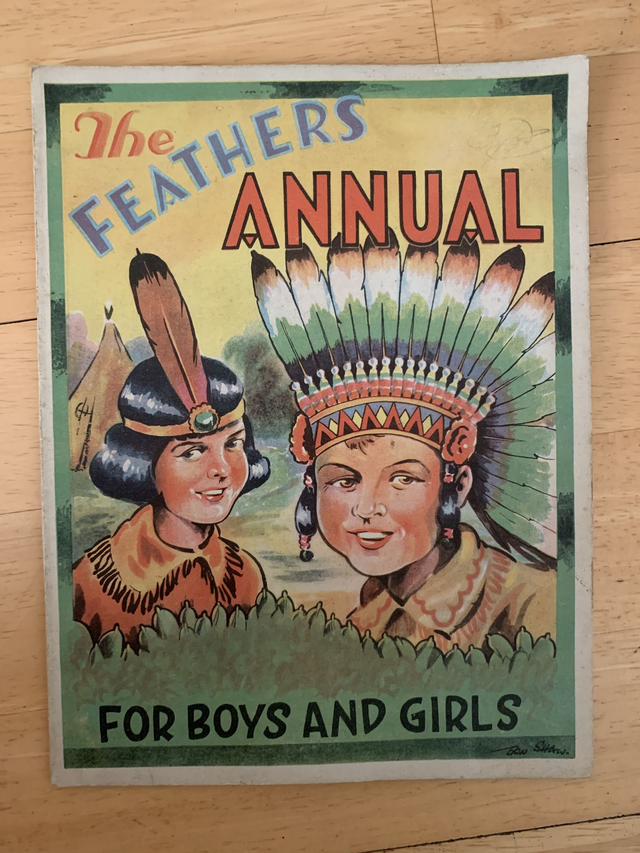 The
FEATHERS
ANNUAL
FOR BOYS AND GIRLS